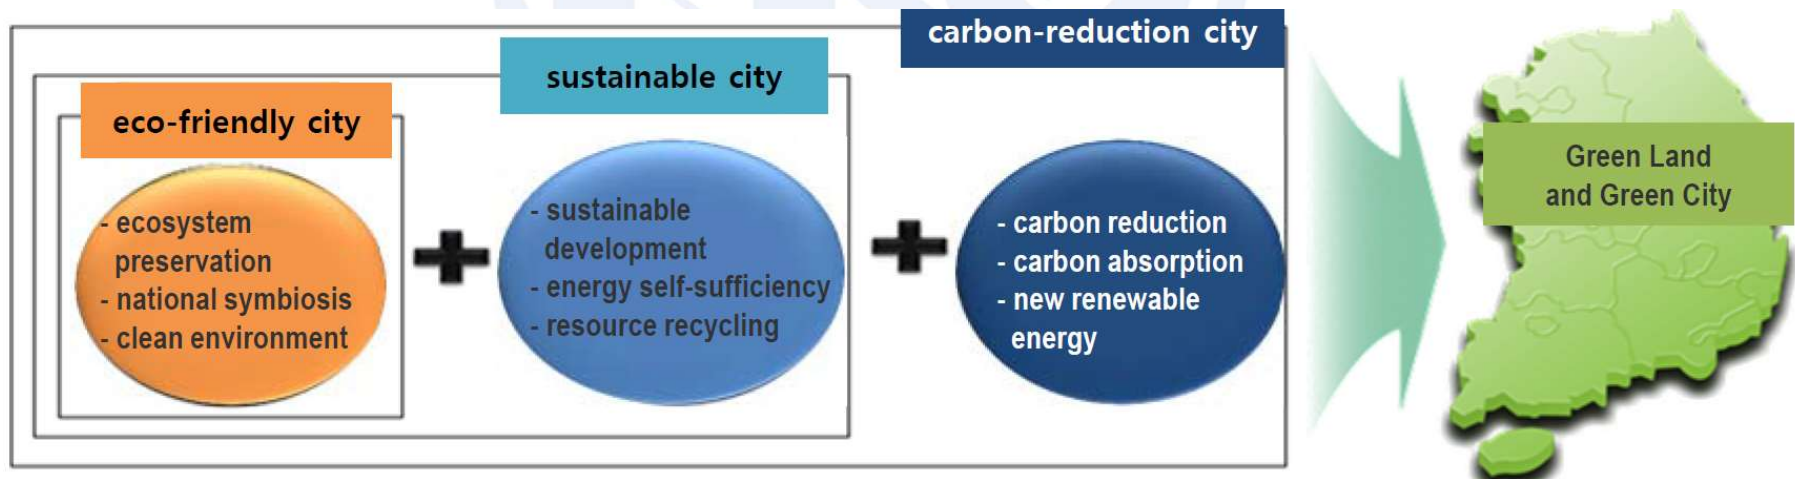 carbon-reduction city
sustainable city
eco-friendly city
- ecosystem
preservation
- national symbiosis
- clean environment
- sustainable
development
- energy self-sufficiency
- resource recycling
- carbon reduction
- carbon absorption
- new renewable
energy
Green Land
and Green City